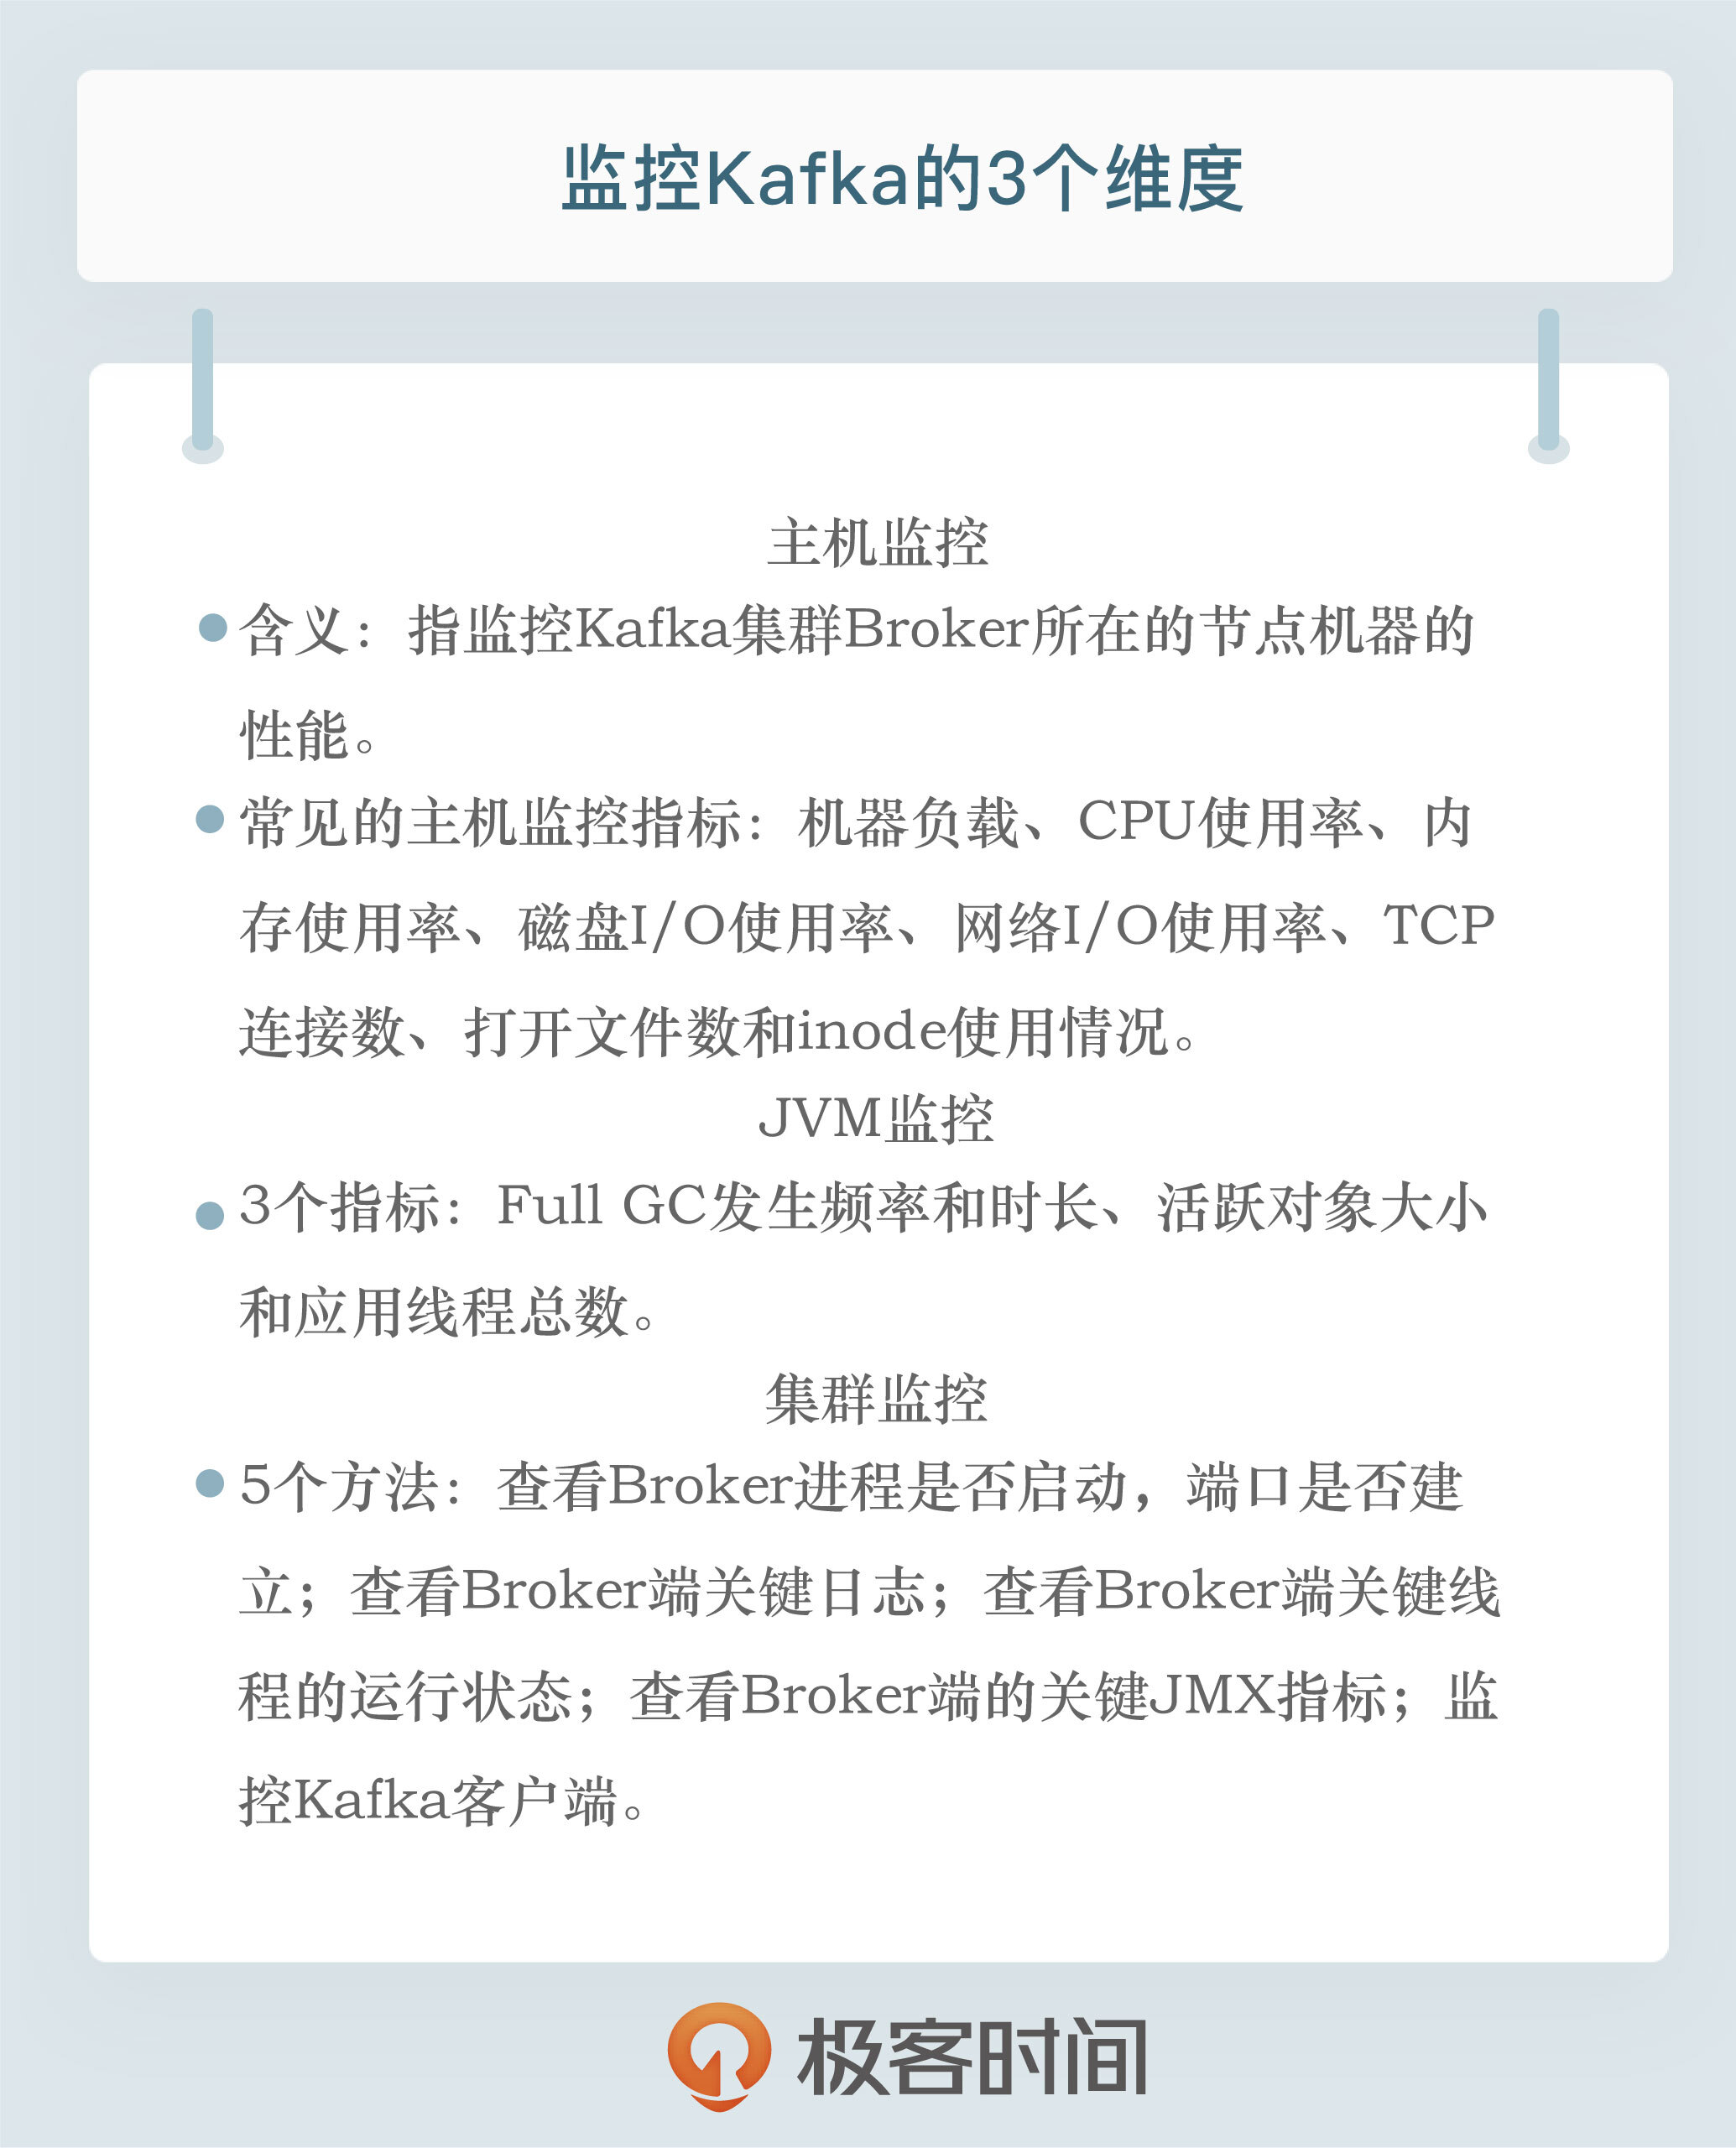 监控Kafka的3个维度
主机监控
含义：指监控Kafka集群Broker所在的节点机器的
性能。
常见的主机监控指标：机器负载、CPU使用率、内
存使用率、磁盘I/O使用率、网络I/O使用率、TCP
连接数、打开文件数和inode使用情况。
JVM监控
3个指标：Full GC发生频率和时长、活跃对象大小
和应用线程总数。
集群监控
5个方法：查看Broker进程是否启动，端口是否建
立；查看Broker端关键日志；查看Broker端关键线
程的运行状态；查看Broker端的关键JMX指标；监
控Kafka客户端。
极客时间